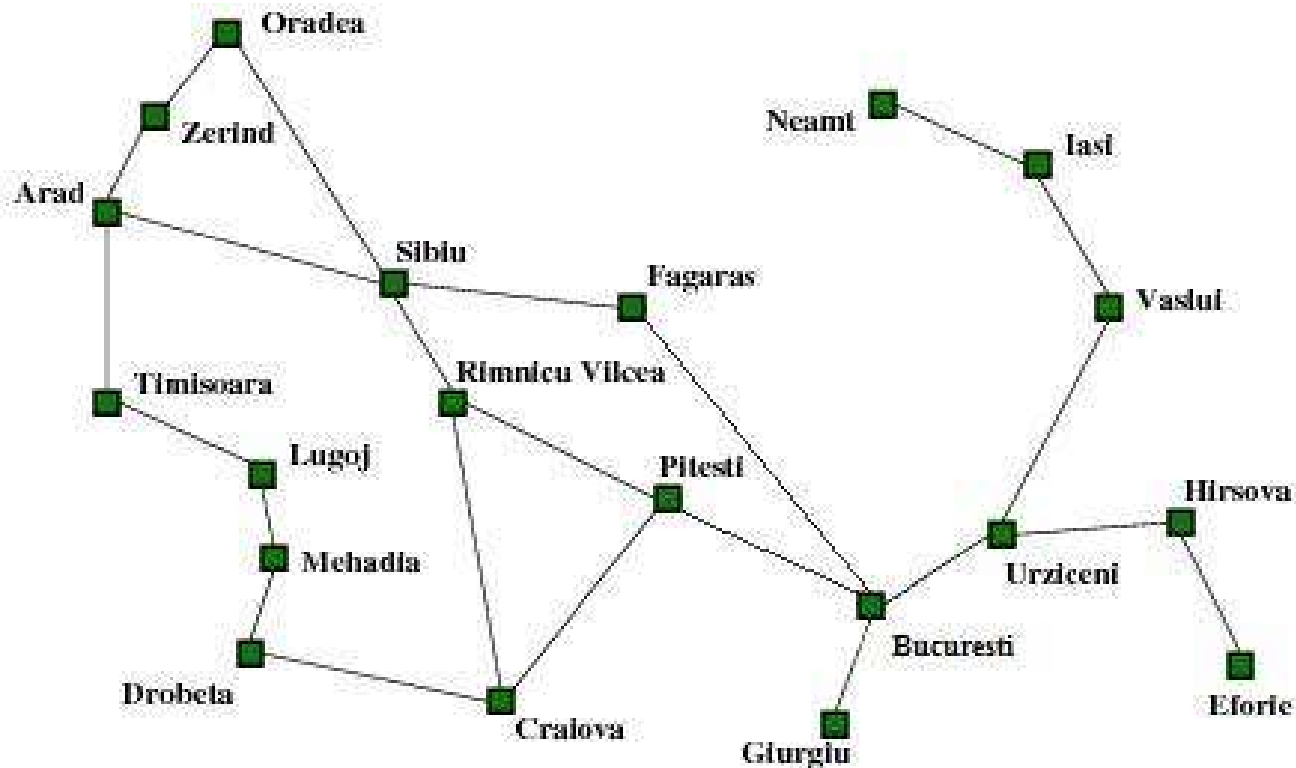 Oradea
Neamt
Zerind
Iasi
Arad
Sibiu
Fagaras
Vaslui
Rimnicu Vilcea
Timisoara
Lugoj
Pitesti
Hirsova
Mehadia
Urziceni
Bucuresti
Drobeta
Craiova
Eforie
Giurgiu